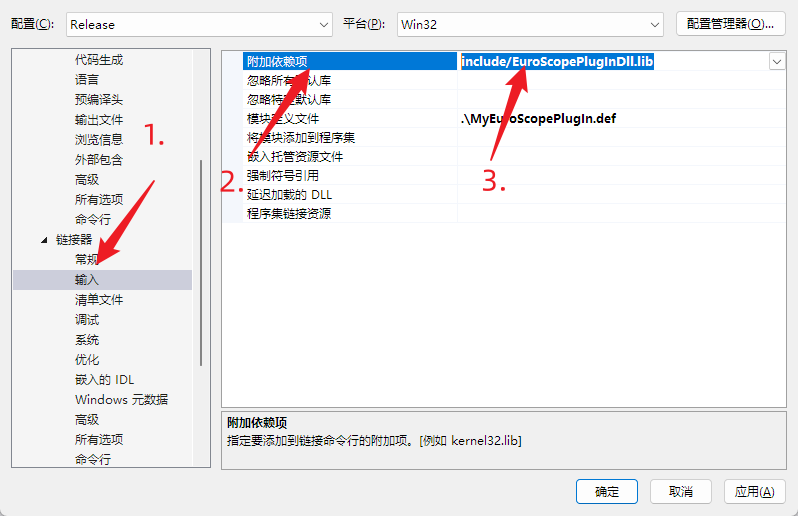 配置(C): Release 平台(P): Win32 配置管理器(O)...
代码生成
语言
预编译头
输出文件
浏览信息
外部包含
高级
所有选项
命令行
链接器
常规
输入
清单文件
调试
系统
优化
嵌入的 IDL
Windows 元数据
高级
所有选项
命令行
1.
附加依赖项 include/EuroScopePlugInDll.lib
忽略所有默认库
忽略特定默认库
模块定义文件 .\MyEuroScopePlugIn.def
将模块添加到程序集
嵌入托管资源文件
强制符号引用
延迟加载的 DLL
程序集链接资源
2.
3.
附加依赖项
指定要添加到链接命令行的附加项。[例如 kernel32.lib]
确定 取消 应用(A)